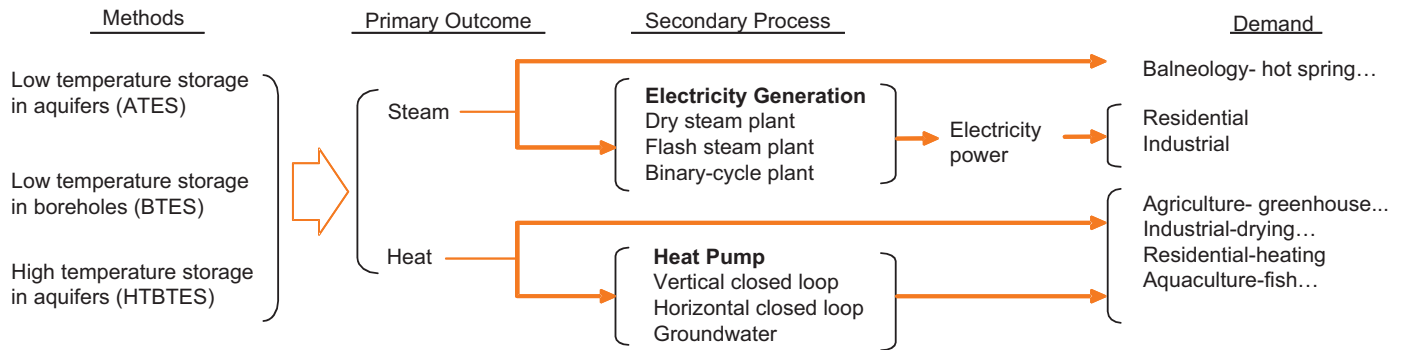 Methods
Primary Outcome
Secondary Process
Demand
Low temperature storage
in aquifers (ATES)
Low temperature storage
in boreholes (BTES)
High temperature storage
in aquifers (HTBTES)
Steam
Heat
Electricity Generation
Dry steam plant
Flash steam plant
Binary-cycle plant
Heat Pump
Vertical closed loop
Horizontal closed loop
Groundwater
Electricity
power
Balneology- hot spring…
Residential
Industrial
Agriculture- greenhouse...
Industrial-drying…
Residential-heating
Aquaculture-fish…